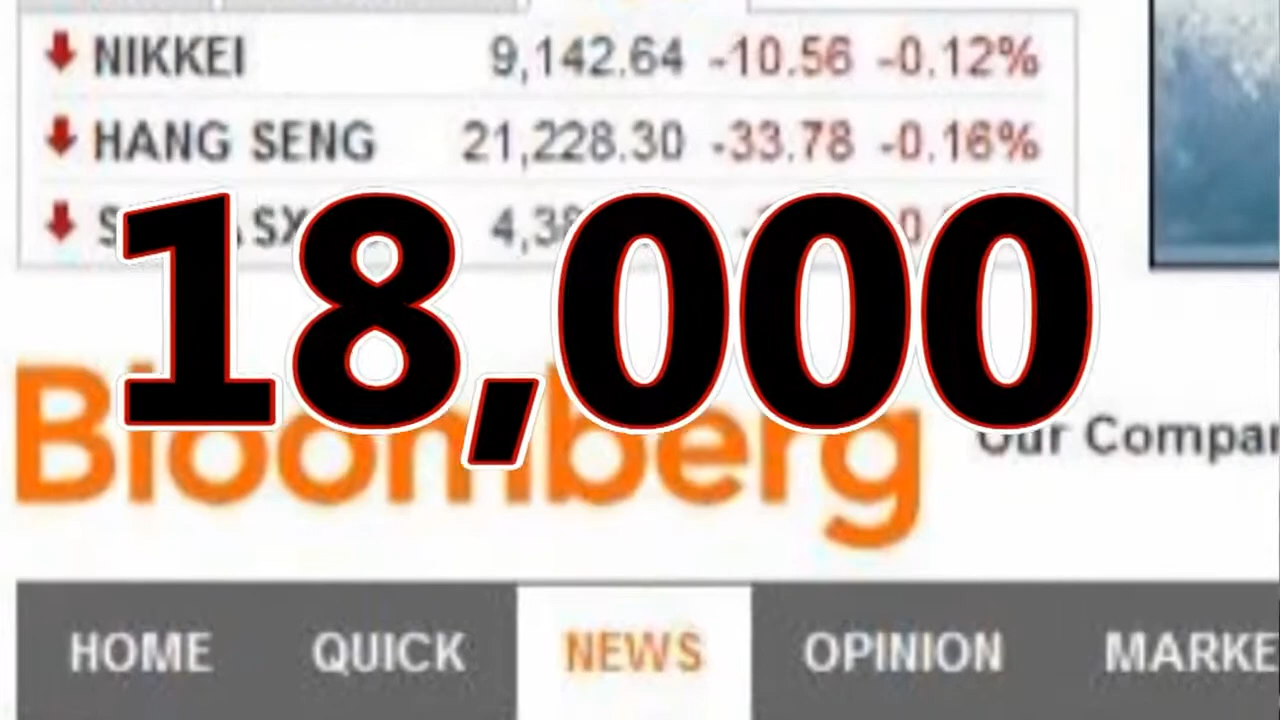 NIKKEI 9,142.64 -10.56 -0.12%
HANG SENG 21,228.30 -33.78 -0.16%
18,000
Bloomberg
Our Compan
HOME QUICK NEWS OPINION MARKE